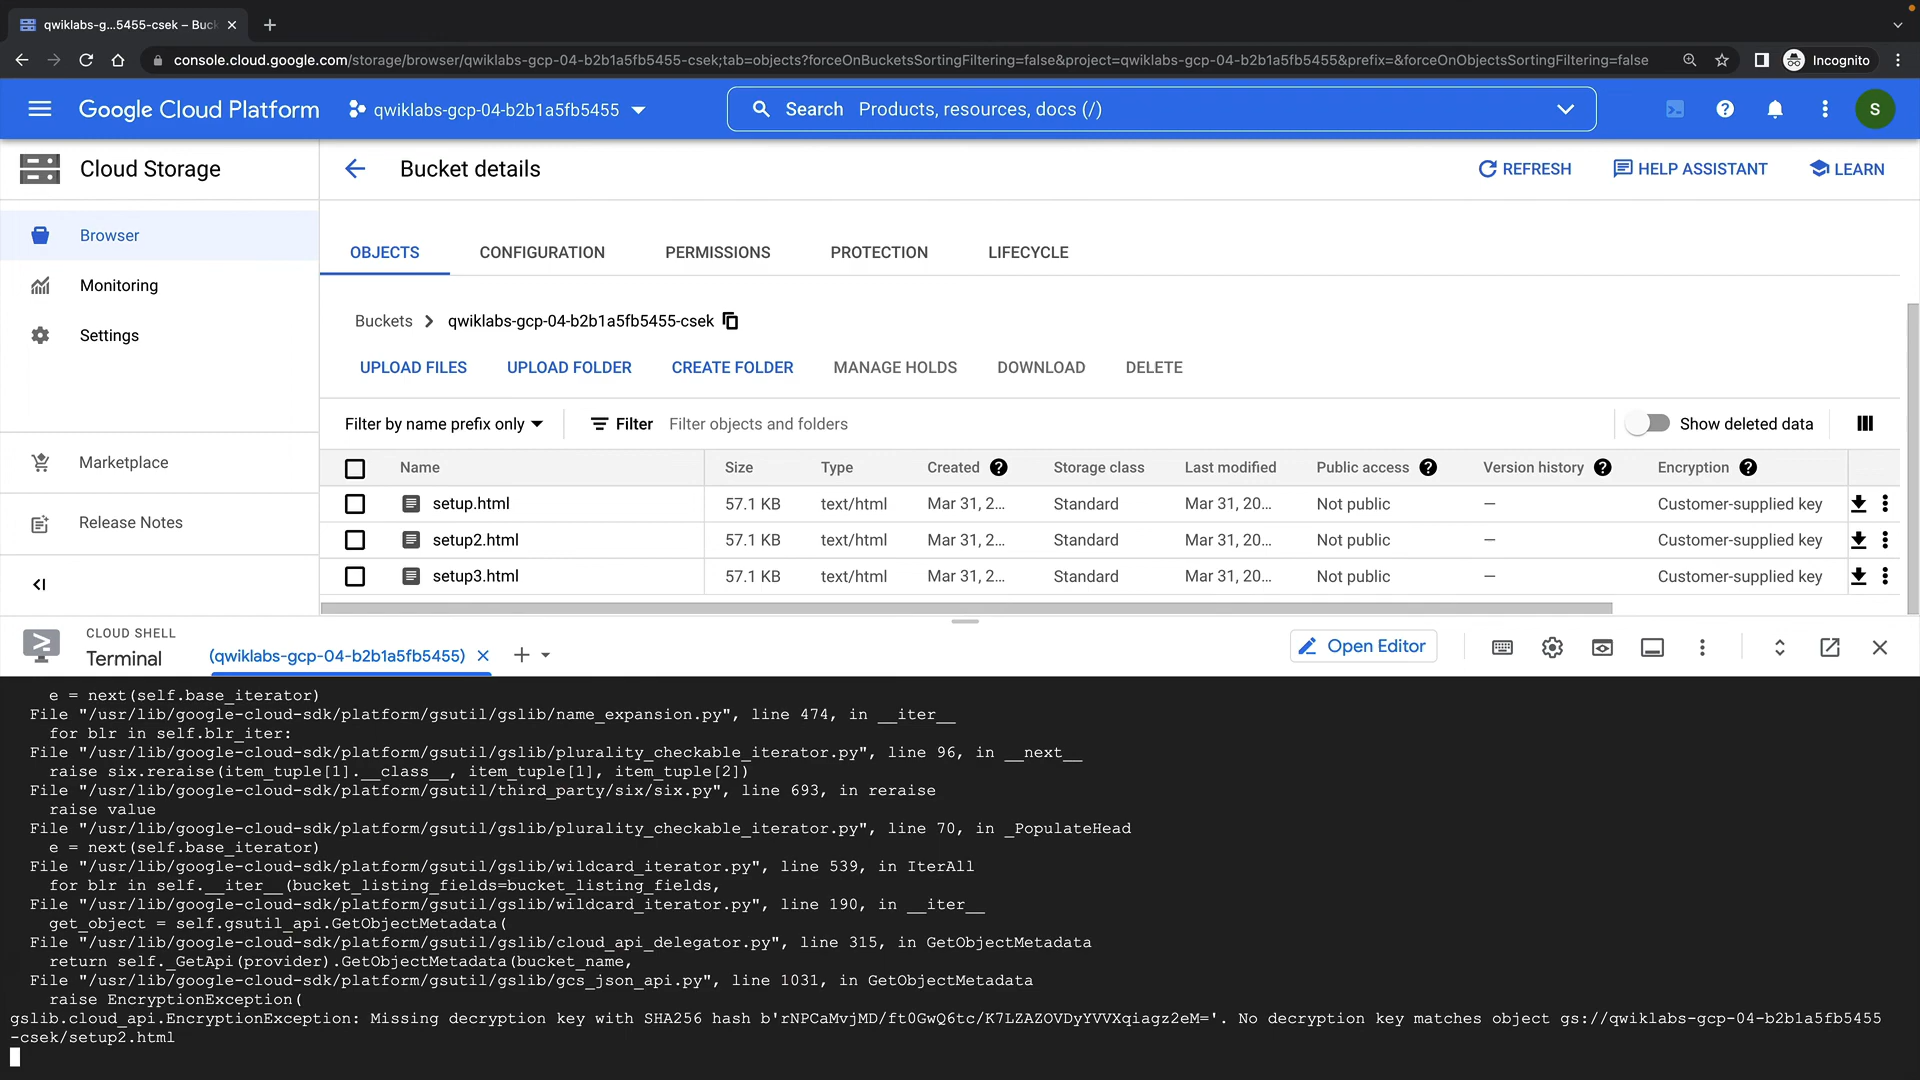 qwiklabs-g...5455-csek – Buck
console.cloud.google.com/storage/browser/qwiklabs-gcp-04-b2b1a5fb5455-csek;tab=objects?forceOnBucketsSortingFiltering=false&project=qwiklabs-gcp-04-b2b1a5fb5455&prefix=&forceOnObjectsSortingFiltering=false
Incognito
Google Cloud Platform
qwiklabs-gcp-04-b2b1a5fb5455
Search Products, resources, docs (/)
S
Cloud Storage
Bucket details
REFRESH
HELP ASSISTANT
LEARN
Browser
Monitoring
Settings
Marketplace
Release Notes
OBJECTS CONFIGURATION PERMISSIONS PROTECTION LIFECYCLE
Buckets > qwiklabs-gcp-04-b2b1a5fb5455-csek
UPLOAD FILES UPLOAD FOLDER CREATE FOLDER MANAGE HOLDS DOWNLOAD DELETE
Filter by name prefix only Filter Filter objects and folders Show deleted data
Name Size Type Created Storage class Last modified Public access Version history Encryption
setup.html 57.1 KB text/html Mar 31, 2... Standard Mar 31, 20... Not public — Customer-supplied key
setup2.html 57.1 KB text/html Mar 31, 2... Standard Mar 31, 20... Not public — Customer-supplied key
setup3.html 57.1 KB text/html Mar 31, 2... Standard Mar 31, 20... Not public — Customer-supplied key
CLOUD SHELL
Terminal
(qwiklabs-gcp-04-b2b1a5fb5455)
Open Editor
e = next(self.base_iterator)
File "/usr/lib/google-cloud-sdk/platform/gsutil/gslib/name_expansion.py", line 474, in __iter__
for blr in self.blr_iter:
File "/usr/lib/google-cloud-sdk/platform/gsutil/gslib/plurality_checkable_iterator.py", line 96, in __next__
raise six.reraise(item_tuple[1].__class__, item_tuple[1], item_tuple[2])
File "/usr/lib/google-cloud-sdk/platform/gsutil/third_party/six/six.py", line 693, in reraise
raise value
File "/usr/lib/google-cloud-sdk/platform/gsutil/gslib/plurality_checkable_iterator.py", line 70, in _PopulateHead
e = next(self.base_iterator)
File "/usr/lib/google-cloud-sdk/platform/gsutil/gslib/wildcard_iterator.py", line 539, in IterAll
for blr in self.__iter__(bucket_listing_fields=bucket_listing_fields,
File "/usr/lib/google-cloud-sdk/platform/gsutil/gslib/wildcard_iterator.py", line 190, in __iter__
get_object = self.gsutil_api.GetObjectMetadata(
File "/usr/lib/google-cloud-sdk/platform/gsutil/gslib/cloud_api_delegator.py", line 315, in GetObjectMetadata
return self._GetApi(provider).GetObjectMetadata(bucket_name,
File "/usr/lib/google-cloud-sdk/platform/gsutil/gslib/gcs_json_api.py", line 1031, in GetObjectMetadata
raise EncryptionException(
gslib.cloud_api.EncryptionException: Missing decryption key with SHA256 hash b'rNPCaMvjMD/ft0GwQ6tc/K7LZAZOVDyYVVXqiagz2eM='. No decryption key matches object gs://qwiklabs-gcp-04-b2b1a5fb5455
-csek/setup2.html